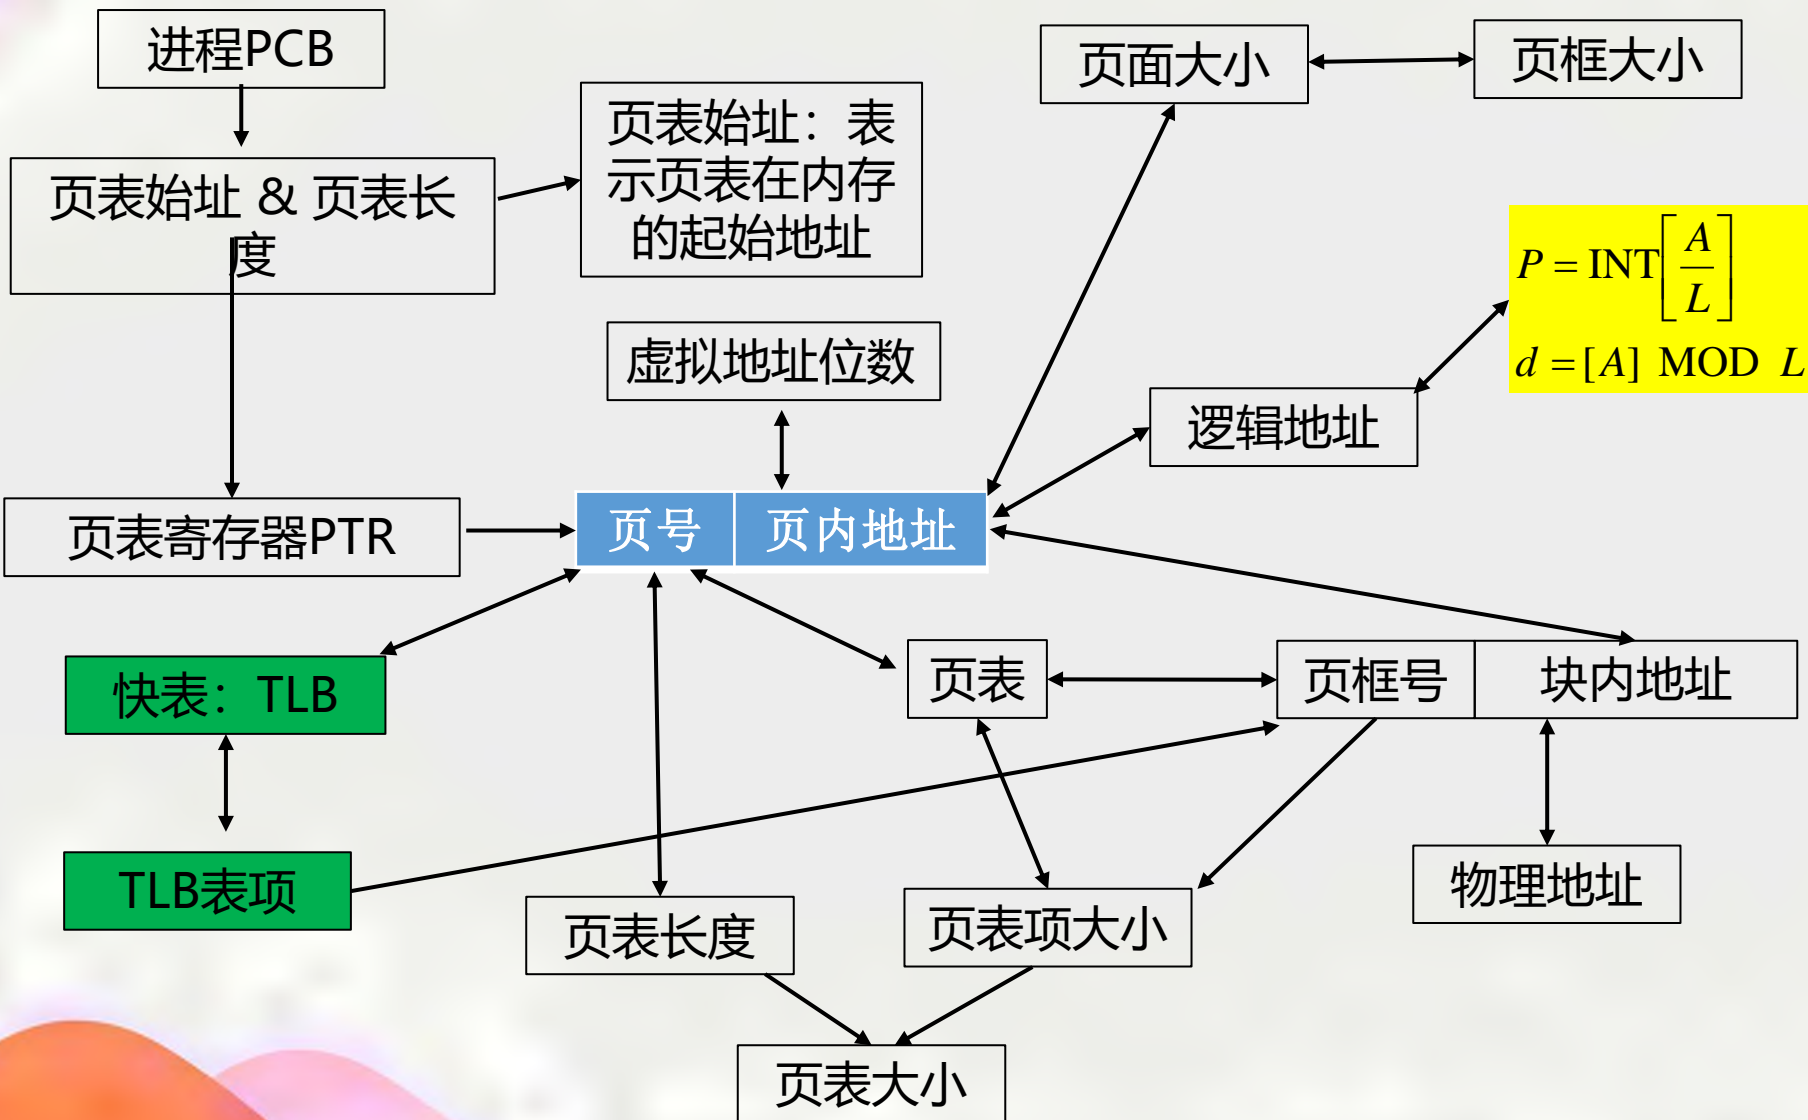 进程PCB
页面大小
页框大小
页表始址：表
示页表在内存
的起始地址
页表始址 & 页表长
度
P = INT[A/L]
d = [A] MOD L
虚拟地址位数
逻辑地址
页表寄存器PTR
页号 页内地址
快表：TLB
页表
页框号 块内地址
TLB表项
页表长度
页表项大小
物理地址
页表大小